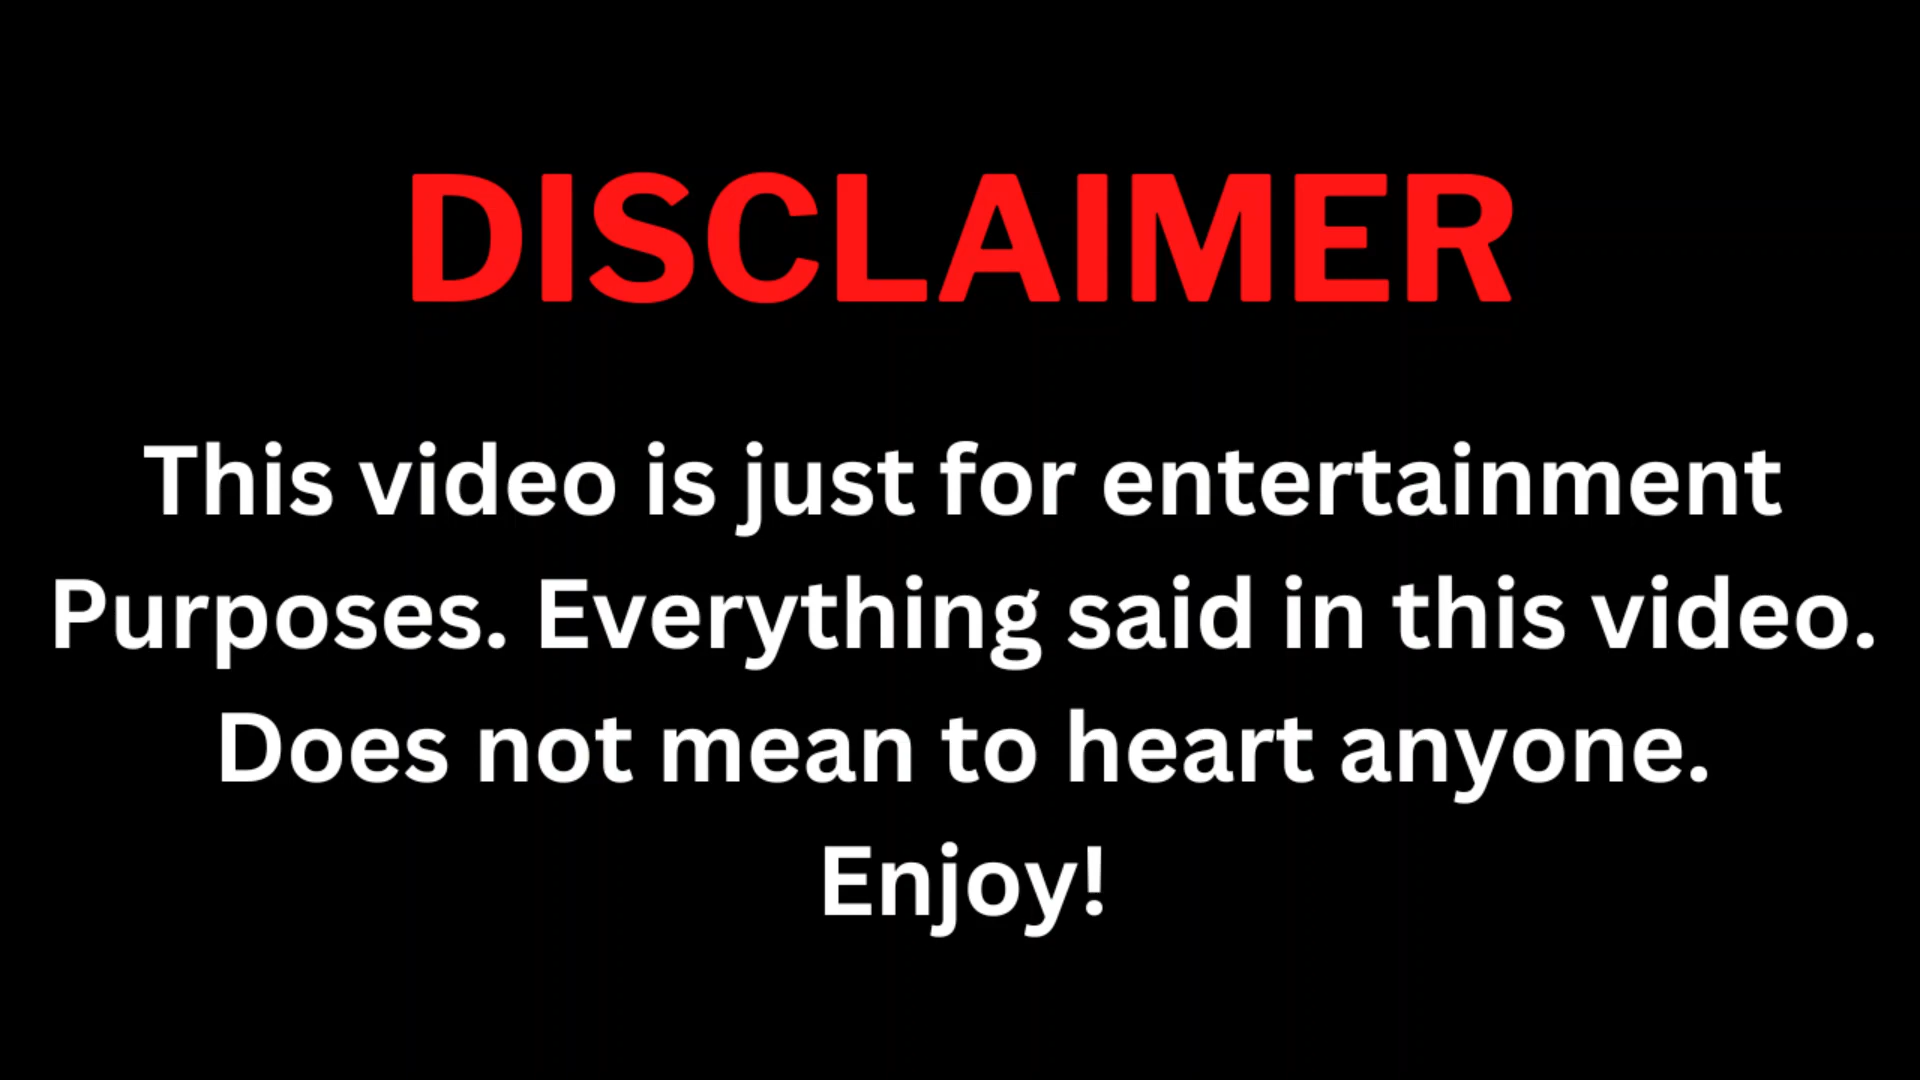 DISCLAIMER
This video is just for entertainment
Purposes. Everything said in this video.
Does not mean to heart anyone.
Enjoy!